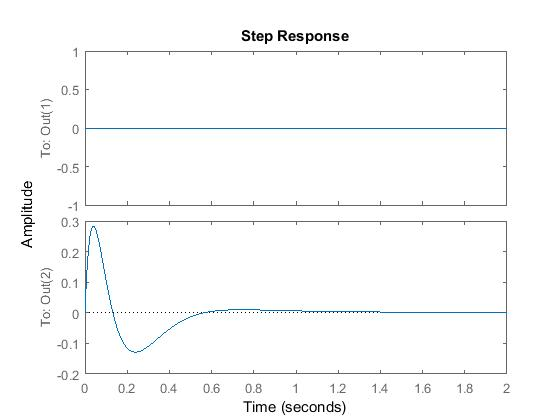 Step Response
1
0.5
0
-0.5
-1
To: Out(1)
Amplitude
0.3
0.2
0.1
0
-0.1
-0.2
To: Out(2)
0 0.2 0.4 0.6 0.8 1 1.2 1.4 1.6 1.8 2
Time (seconds)